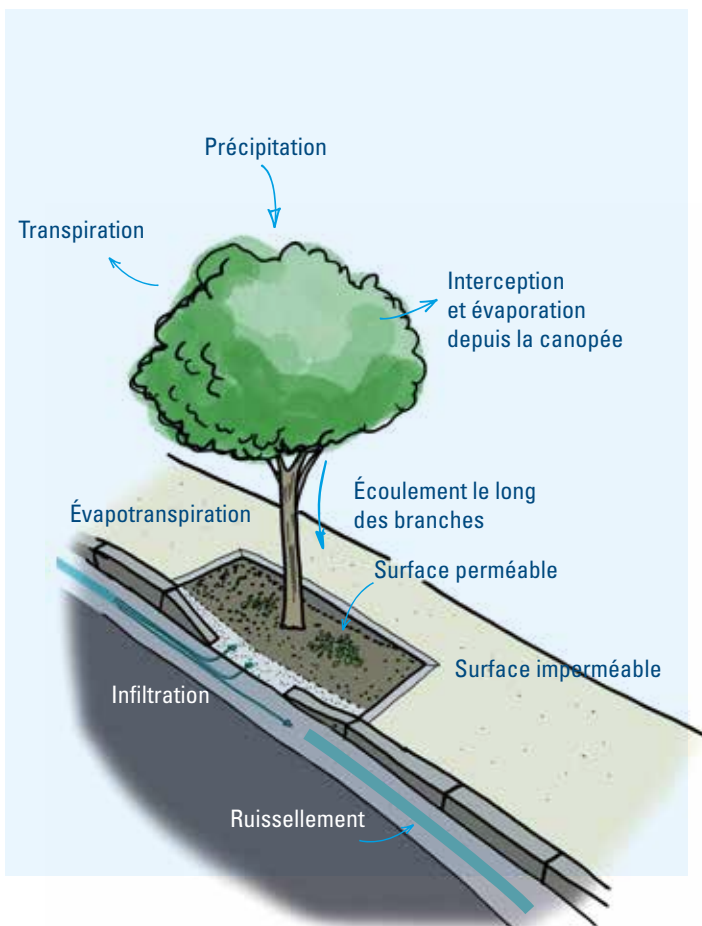 Précipitation
Transpiration
Interception
et évaporation
depuis la canopée
Écoulement le long
des branches
Évapotranspiration
Surface perméable
Surface imperméable
Infiltration
Ruissellement